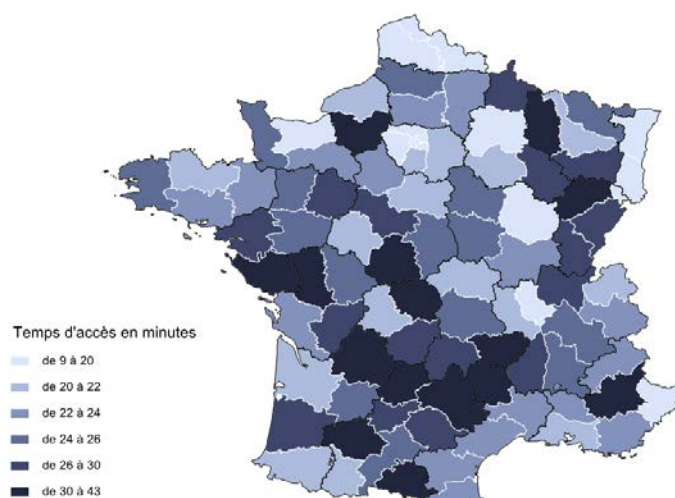 Temps d'accès en minutes
de 9 à 20
de 20 à 22
de 22 à 24
de 24 à 26
de 26 à 30
de 30 à 43